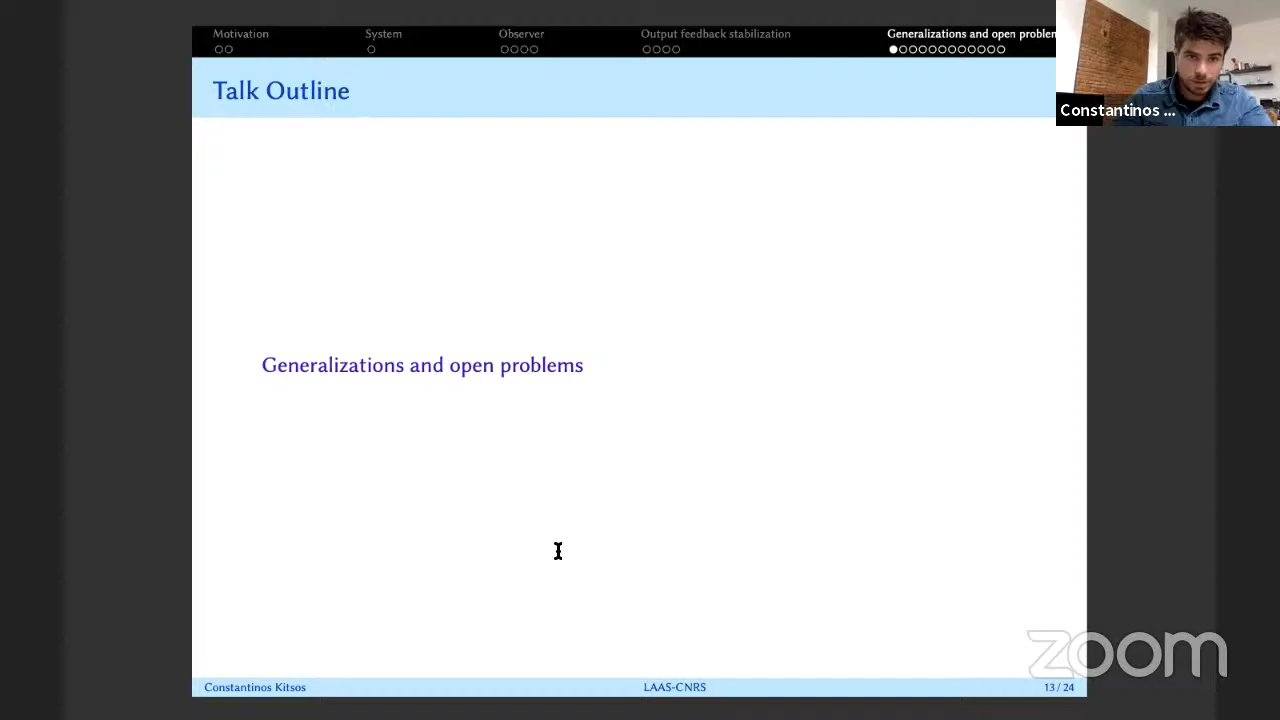 Motivation
System
Observer
Output feedback stabilization
Generalizations and open problem
Talk Outline
Constantinos ...
Generalizations and open problems
zoom
Constantinos Kitsos
LAAS-CNRS
13 / 24